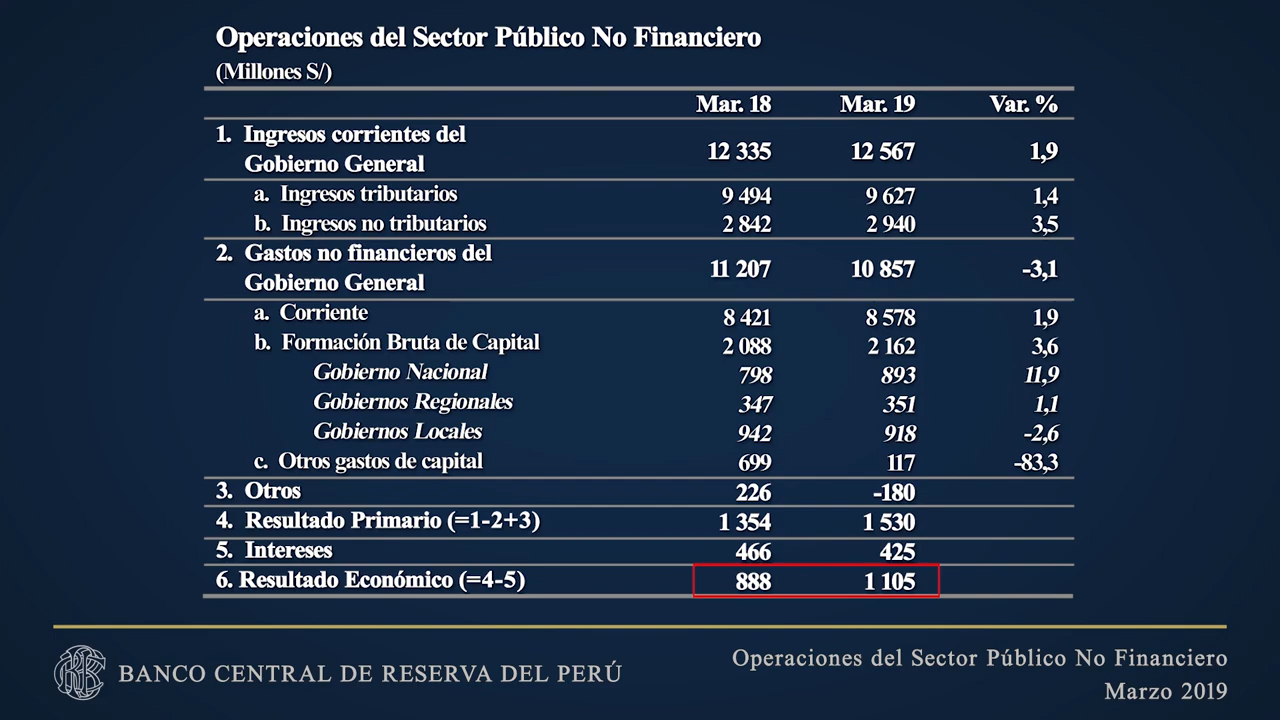 Operaciones del Sector Público No Financiero
(Millones S/)
Mar. 18 Mar. 19 Var. %
1. Ingresos corrientes del
Gobierno General 12 335 12 567 1,9
a. Ingresos tributarios 9 494 9 627 1,4
b. Ingresos no tributarios 2 842 2 940 3,5
2. Gastos no financieros del
Gobierno General 11 207 10 857 -3,1
a. Corriente 8 421 8 578 1,9
b. Formación Bruta de Capital 2 088 2 162 3,6
Gobierno Nacional 798 893 11,9
Gobiernos Regionales 347 351 1,1
Gobiernos Locales 942 918 -2,6
c. Otros gastos de capital 699 117 -83,3
3. Otros 226 -180
4. Resultado Primario (=1-2+3) 1 354 1 530
5. Intereses 466 425
6. Resultado Económico (=4-5) 888 1 105
BANCO CENTRAL DE RESERVA DEL PERÚ
Operaciones del Sector Público No Financiero
Marzo 2019